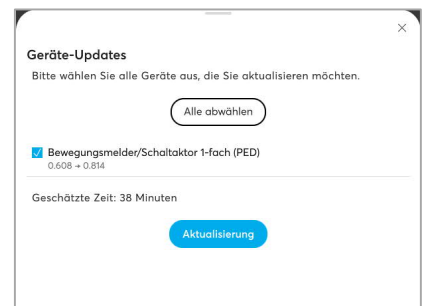 Geräte-Updates
Bitte wählen Sie alle Geräte aus, die Sie aktualisieren möchten.
Alle abwählen
Bewegungsmelder/Schaltaktor 1-fach (PED)
0.608 → 0.814
Geschätzte Zeit: 38 Minuten
Aktualisierung